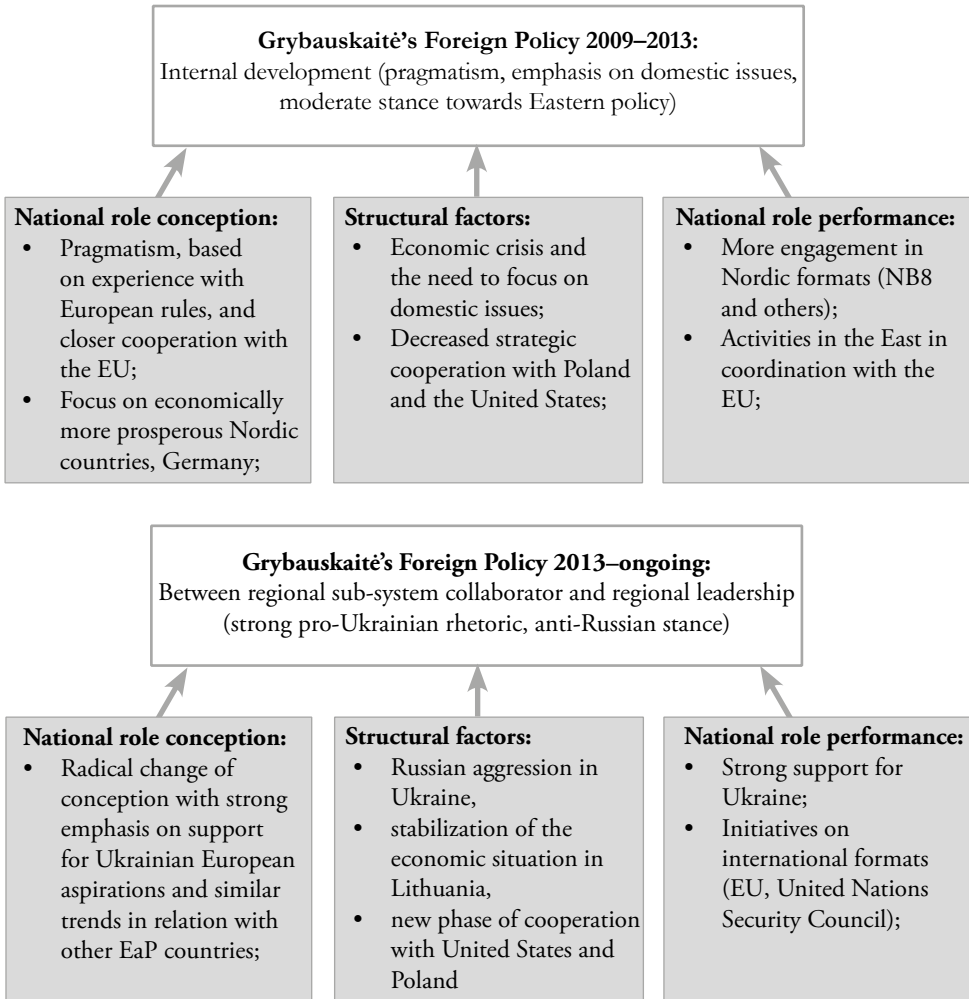 Grybauskaitė's Foreign Policy 2009–2013:
Internal development (pragmatism, emphasis on domestic issues,
moderate stance towards Eastern policy)
National role conception:
• Pragmatism, based
on experience with
European rules, and
closer cooperation with
the EU;
• Focus on economically
more prosperous Nordic
countries, Germany;
Structural factors:
• Economic crisis and
the need to focus on
domestic issues;
• Decreased strategic
cooperation with Poland
and the United States;
National role performance:
• More engagement in
Nordic formats (NB8
and others);
• Activities in the East in
coordination with the
EU;
Grybauskaitė's Foreign Policy 2013–ongoing:
Between regional sub-system collaborator and regional leadership
(strong pro-Ukrainian rhetoric, anti-Russian stance)
National role conception:
• Radical change of
conception with strong
emphasis on support
for Ukrainian European
aspirations and similar
trends in relation with
other EaP countries;
Structural factors:
• Russian aggression in
Ukraine,
• stabilization of the
economic situation in
Lithuania,
• new phase of cooperation
with United States and
Poland
National role performance:
• Strong support for
Ukraine;
• Initiatives on
international formats
(EU, United Nations
Security Council);